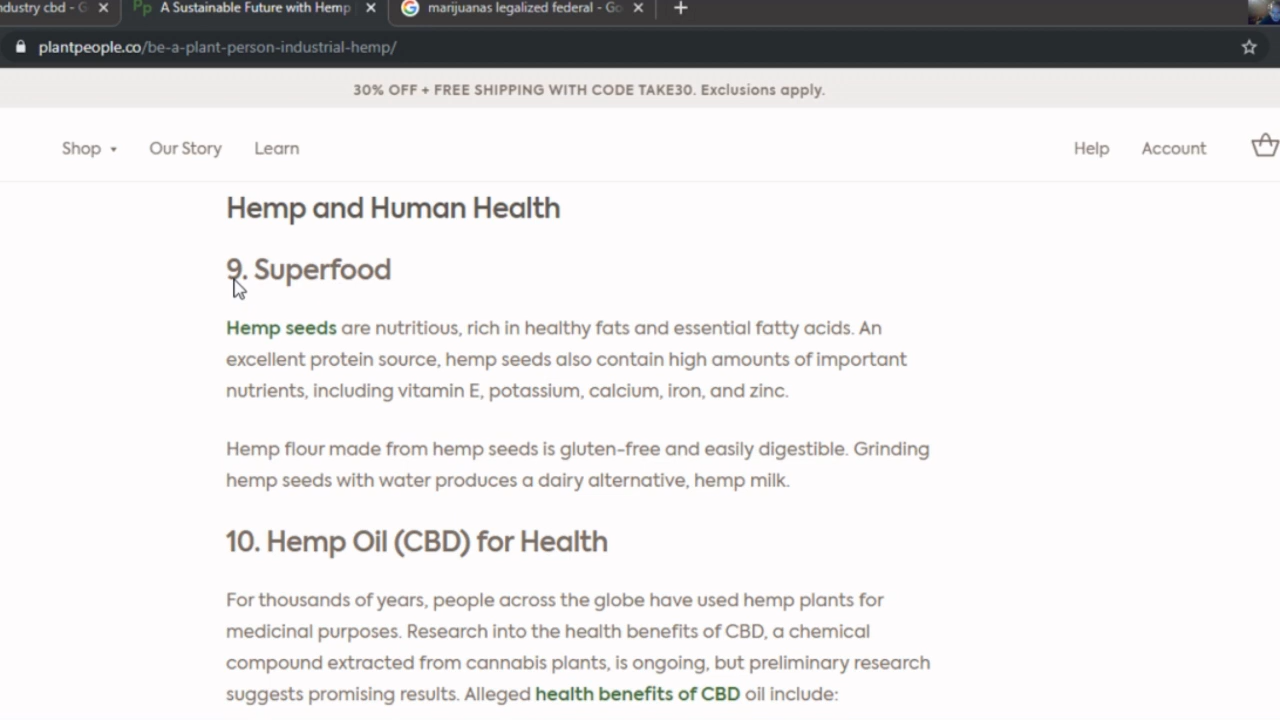 ndustry cbd - G
Pp A Sustainable Future with Hemp
marijuanas legalized federal - Go
plantpeople.co/be-a-plant-person-industrial-hemp/
30% OFF + FREE SHIPPING WITH CODE TAKE30. Exclusions apply.
Shop Our Story Learn Help Account
Hemp and Human Health
9. Superfood
Hemp seeds are nutritious, rich in healthy fats and essential fatty acids. An
excellent protein source, hemp seeds also contain high amounts of important
nutrients, including vitamin E, potassium, calcium, iron, and zinc.
Hemp flour made from hemp seeds is gluten-free and easily digestible. Grinding
hemp seeds with water produces a dairy alternative, hemp milk.
10. Hemp Oil (CBD) for Health
For thousands of years, people across the globe have used hemp plants for
medicinal purposes. Research into the health benefits of CBD, a chemical
compound extracted from cannabis plants, is ongoing, but preliminary research
suggests promising results. Alleged health benefits of CBD oil include: